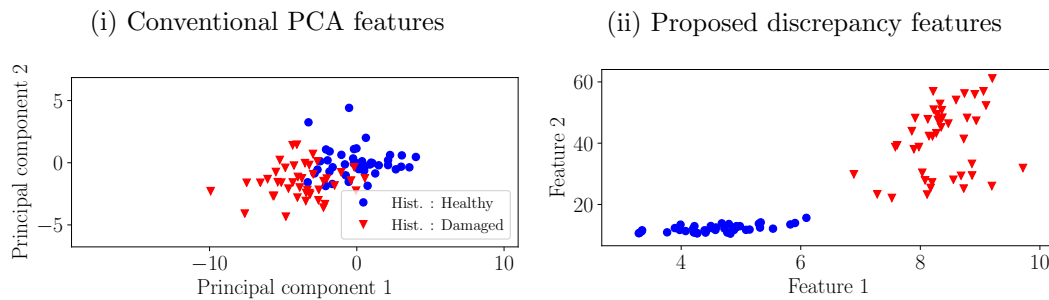 (i) Conventional PCA features
Principal component 2
5
0
−5
−10
0
10
Principal component 1
Hist. : Healthy
Hist. : Damaged
(ii) Proposed discrepancy features
Feature 2
60
40
20
4
6
8
10
Feature 1